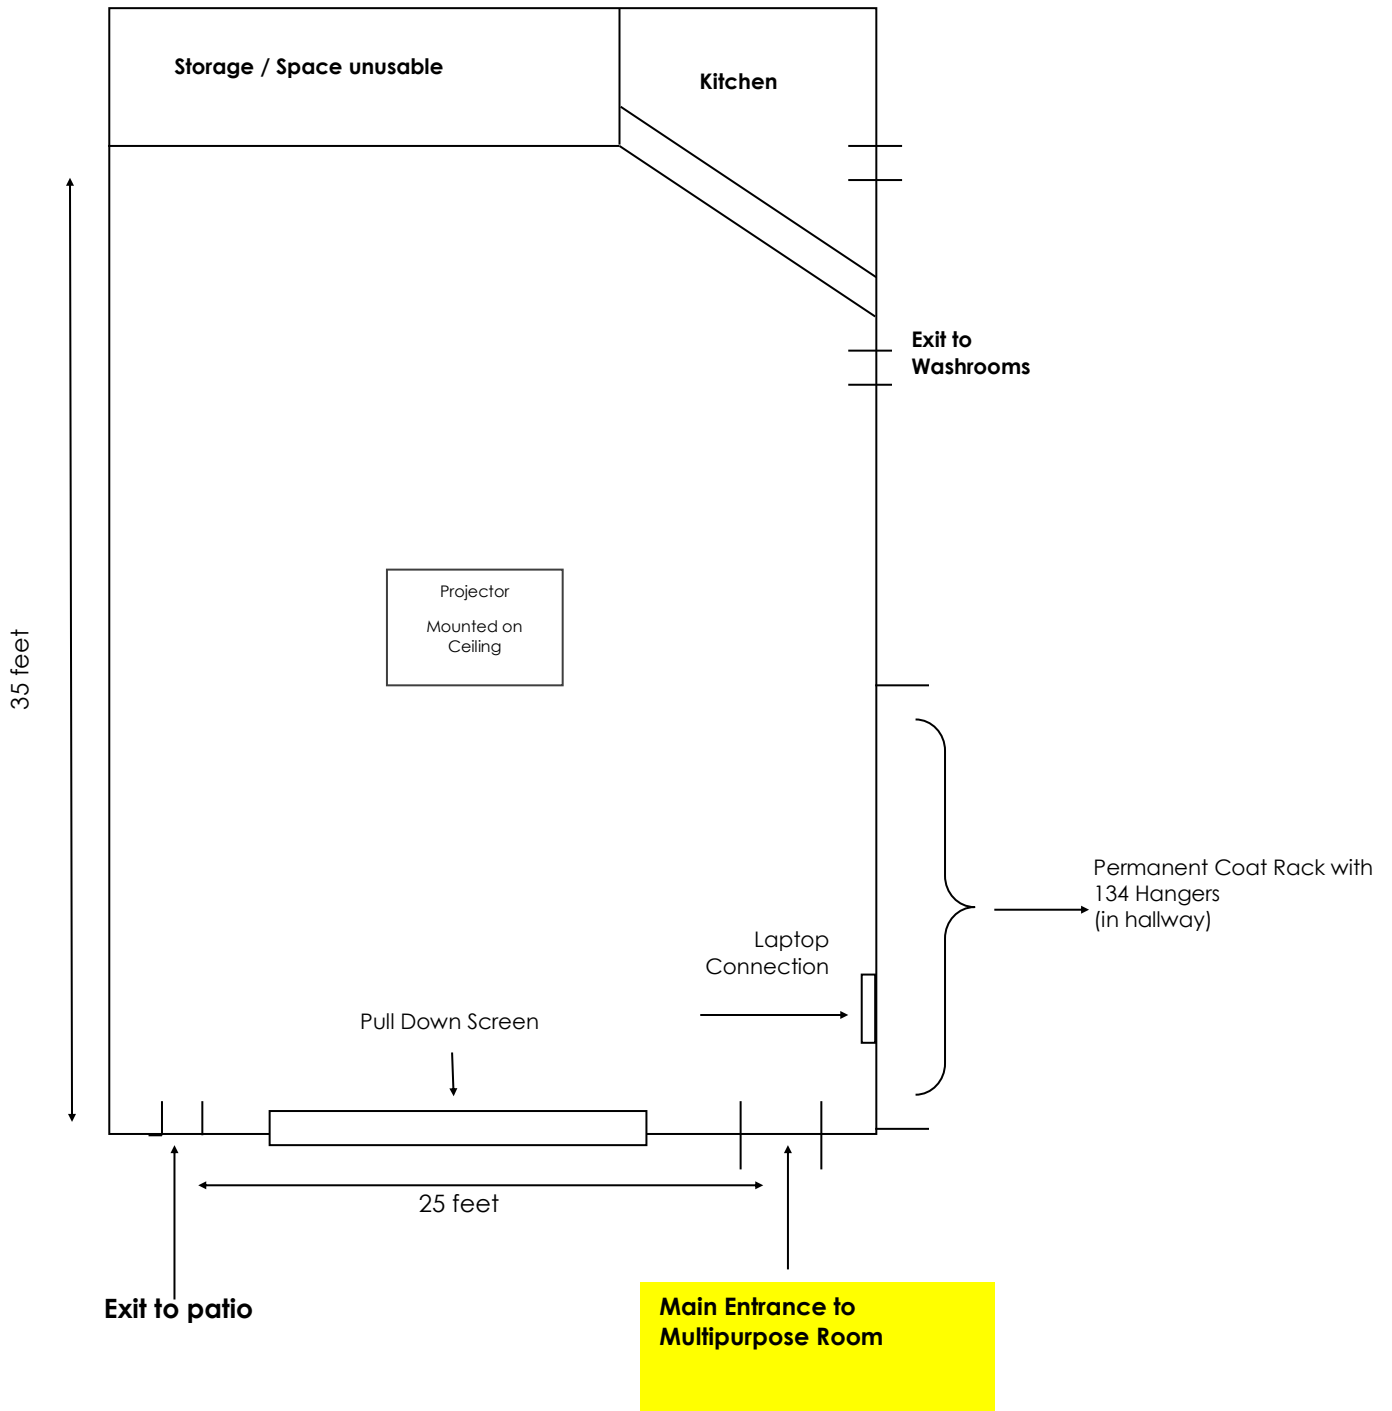 Storage / Space unusable
Kitchen
Exit to
Washrooms
Projector
Mounted on
Ceiling
35 feet
Permanent Coat Rack with
134 Hangers
(in hallway)
Laptop
Connection
Pull Down Screen
25 feet
Exit to patio
Main Entrance to
Multipurpose Room